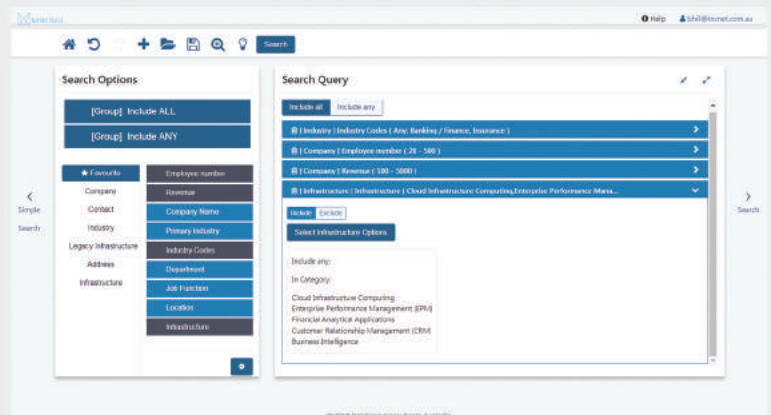 Help bhill@incnet.com.au
Search
Search Options
[Group] Include ALL
[Group] Include ANY
Favourite
Company
Contact
Industry
Legacy Infrastructure
Address
Infrastructure
Employee number
Revenue
Company Name
Primary Industry
Industry Codes
Department
Job Function
Location
Infrastructure
Simple
Search
Search Query
Include all Include any
| Industry | Industry Codes ( Any: Banking / Finance, Insurance )
| Company | Employee number ( 20 - 500 )
| Company | Revenue ( 100 - 5000 )
| Infrastructure | Infrastructure ( Cloud Infrastructure Computing,Enterprise Performance Mana...
Include Exclude
Select Infrastructure Options
Include any:
In Category:
Cloud Infrastructure Computing
Enterprise Performance Management (EPM)
Financial Analytical Applications
Customer Relationship Management (CRM)
Business Intelligence
Search